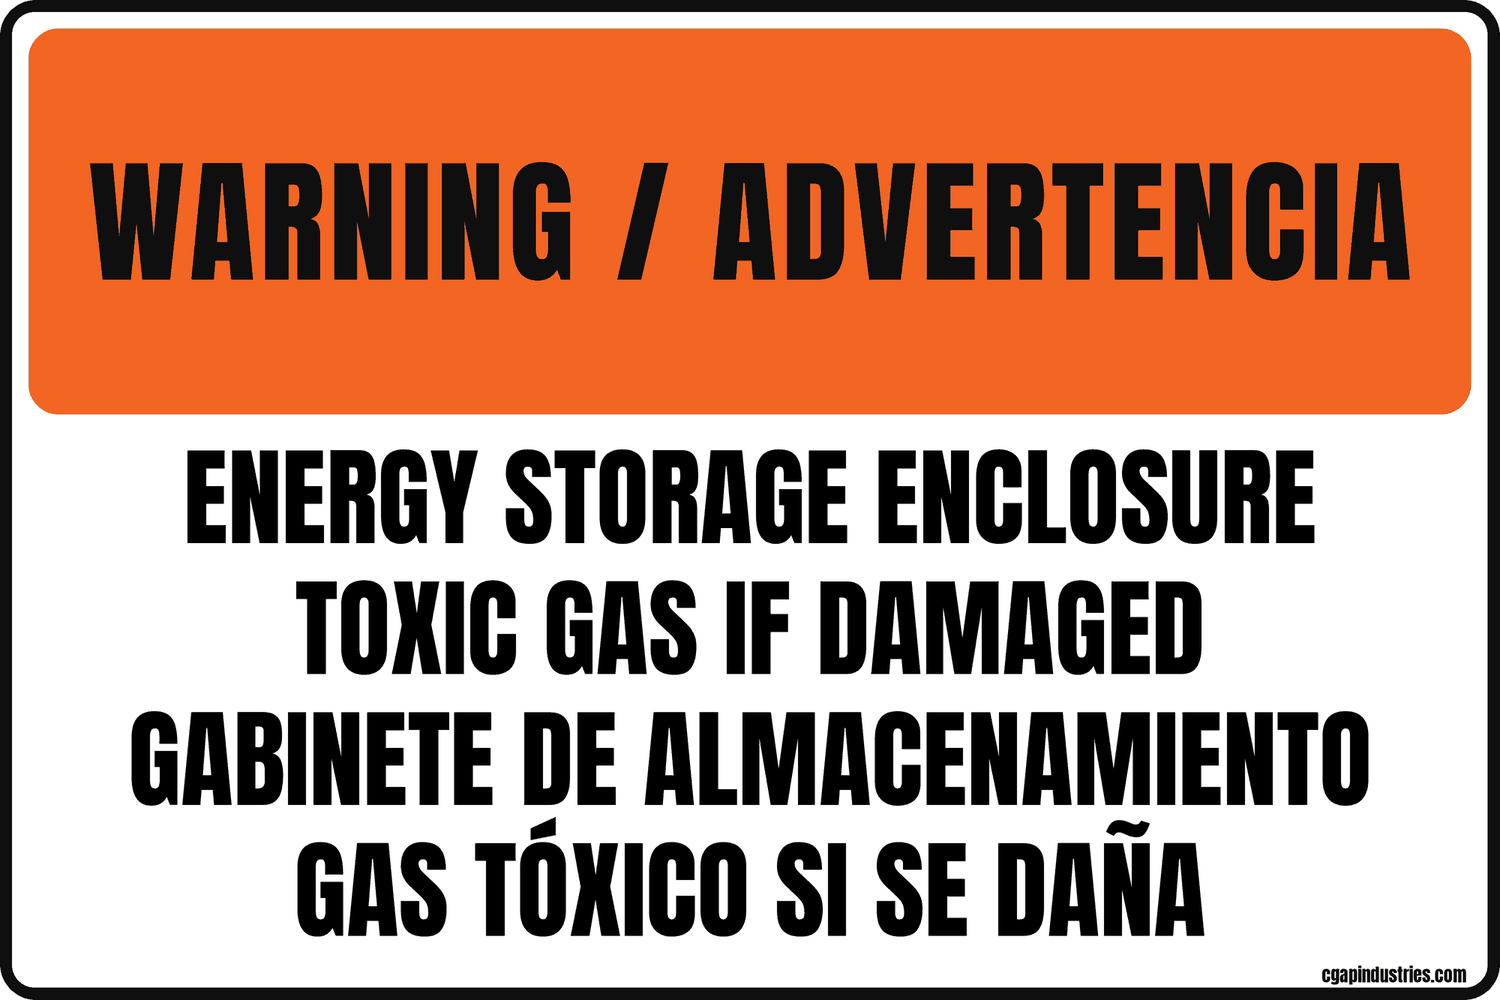 WARNING / ADVERTENCIA
ENERGY STORAGE ENCLOSURE
TOXIC GAS IF DAMAGED
GABINETE DE ALMACENAMIENTO
GAS TÓXICO SI SE DAÑA
cgapindustries.com